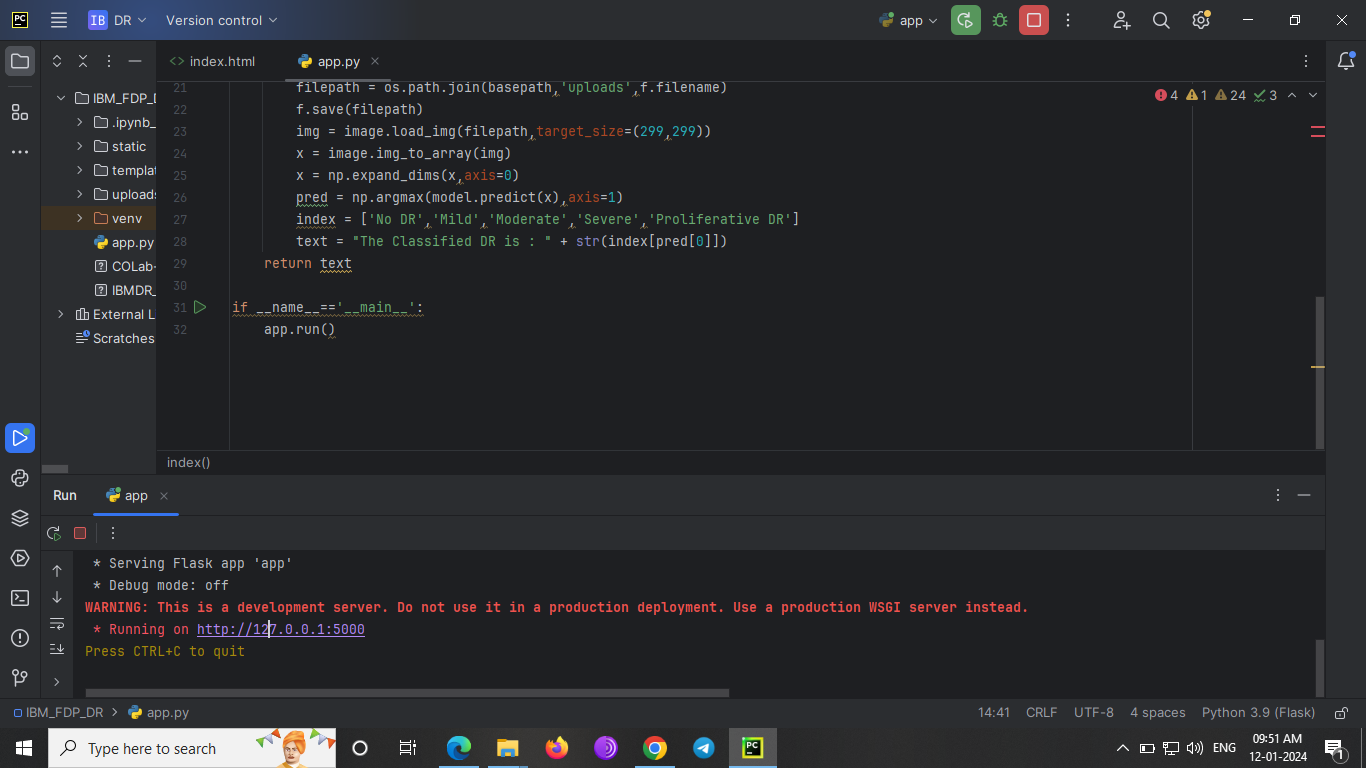 PC
IB DR Version control app
index.html app.py
IBM_FDP_D
.ipynb_
static
templat
uploads
venv
app.py
COLab-
IBMDR_
External L
Scratches
4 1 24 3
21 filepath = os.path.join(basepath,'uploads',f.filename)
22 f.save(filepath)
23 img = image.load_img(filepath,target_size=(299,299))
24 x = image.img_to_array(img)
25 x = np.expand_dims(x,axis=0)
26 pred = np.argmax(model.predict(x),axis=1)
27 index = ['No DR','Mild','Moderate','Severe','Proliferative DR']
28 text = "The Classified DR is : " + str(index[pred[0]])
29 return text
30
31 if __name__=='__main__':
32 app.run()
index()
Run app
* Serving Flask app 'app'
* Debug mode: off
WARNING: This is a development server. Do not use it in a production deployment. Use a production WSGI server instead.
* Running on http://127.0.0.1:5000
Press CTRL+C to quit
IBM_FDP_DR app.py 14:41 CRLF UTF-8 4 spaces Python 3.9 (Flask)
Type here to search PC ENG 09:51 AM
12-01-2024 1